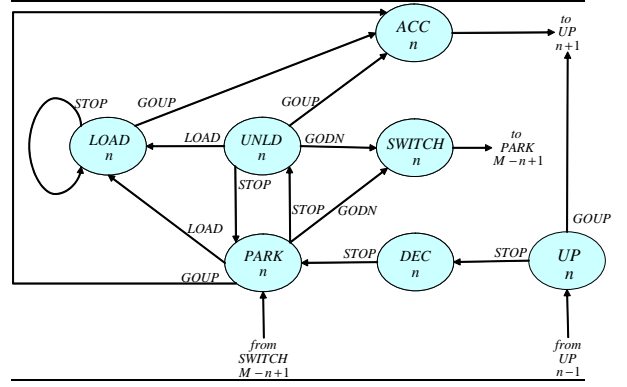 ACC
n
to
UP
n+1
STOP
GOUP
GOUP
LOAD
n
LOAD
UNLD
n
GODN
SWITCH
n
to
PARK
M−n+1
STOP
STOP
GODN
GOUP
LOAD
PARK
n
STOP
DEC
n
STOP
UP
n
GOUP
from
SWITCH
M−n+1
from
UP
n−1